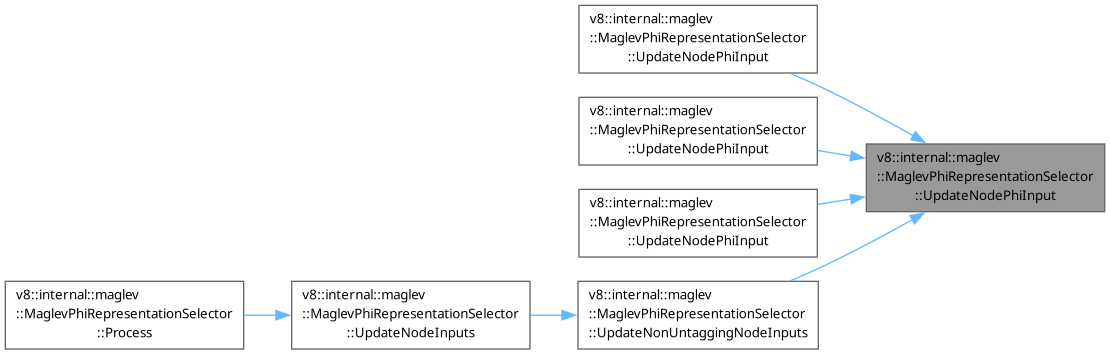 v8::internal::maglev
::MaglevPhiRepresentationSelector
::UpdateNodePhiInput
v8::internal::maglev
::MaglevPhiRepresentationSelector
::UpdateNodePhiInput
v8::internal::maglev
::MaglevPhiRepresentationSelector
::UpdateNodePhiInput
v8::internal::maglev
::MaglevPhiRepresentationSelector
::UpdateNodePhiInput
v8::internal::maglev
::MaglevPhiRepresentationSelector
::Process
v8::internal::maglev
::MaglevPhiRepresentationSelector
::UpdateNodeInputs
v8::internal::maglev
::MaglevPhiRepresentationSelector
::UpdateNonUntaggingNodeInputs